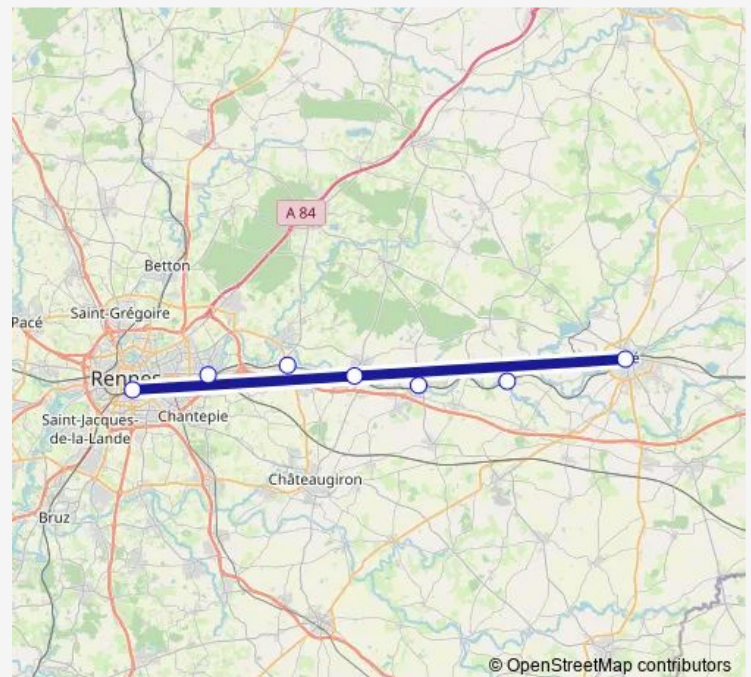 A 84
Betton
Saint-Grégoire
Pacé
Rennes
Chantepie
Saint-Jacques-
de-la-Lande
Châteaugiron
Bruz
© OpenStreetMap contributors